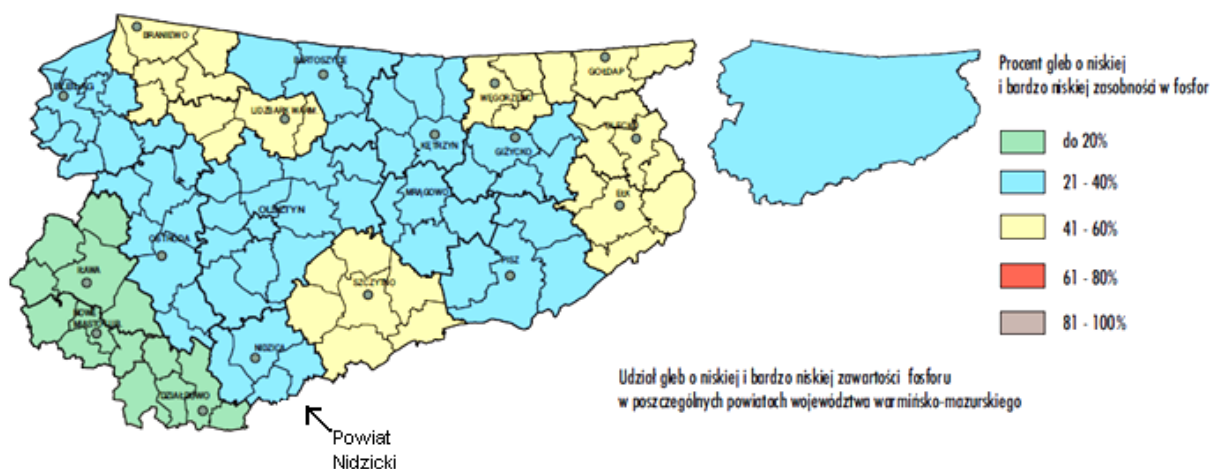 BRANIEWO
BARTOSZYCE
GOŁDAP
ELBLĄG
WĘGORZEWO
LIDZBARK WARM.
OLECKO
KĘTRZYN
GIŻYCKO
MRĄGOWO
EŁK
OLSZTYN
OSTRÓDA
PISZ
IŁAWA
SZCZYTNO
NOWE
MIASTO LUB.
NIDZICA
DZIAŁDOWO
Powiat
Nidzicki
Procent gleb o niskiej
i bardzo niskiej zasobności w fosfor
do 20%
21 - 40%
41 - 60%
61 - 80%
81 - 100%
Udział gleb o niskiej i bardzo niskiej zawartości fosforu
w poszczególnych powiatach województwa warmińsko-mazurskiego